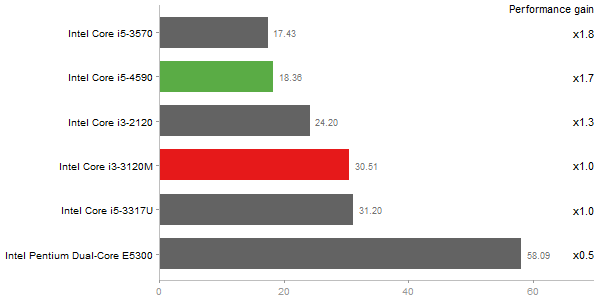 Performance gain
Intel Core i5-3570 17.43 x1.8
Intel Core i5-4590 18.36 x1.7
Intel Core i3-2120 24.20 x1.3
Intel Core i3-3120M 30.51 x1.0
Intel Core i5-3317U 31.20 x1.0
Intel Pentium Dual-Core E5300 58.09 x0.5
0 20 40 60